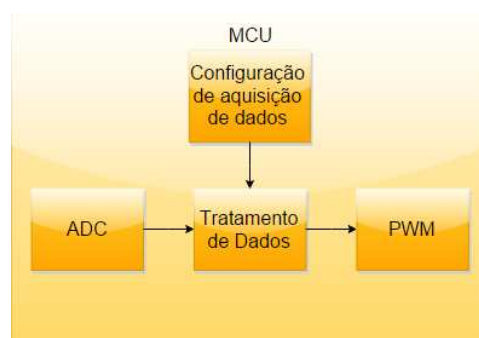 MCU
Configuração
de aquisição
de dados
ADC
Tratamento
de Dados
PWM